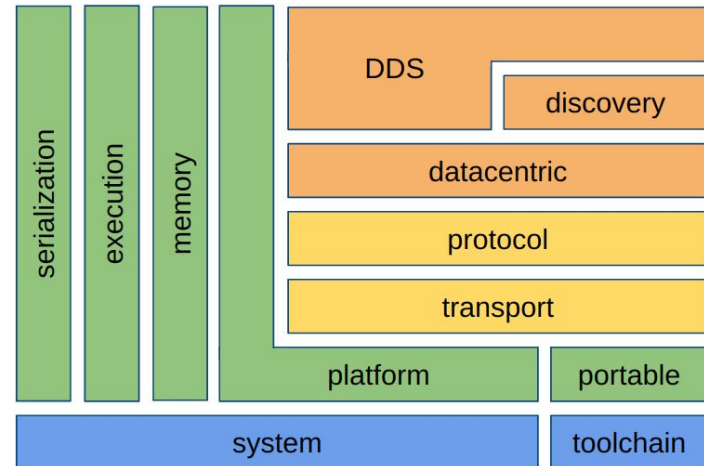 DDS
discovery
serialization
execution
memory
datacentric
protocol
transport
platform
portable
system
toolchain